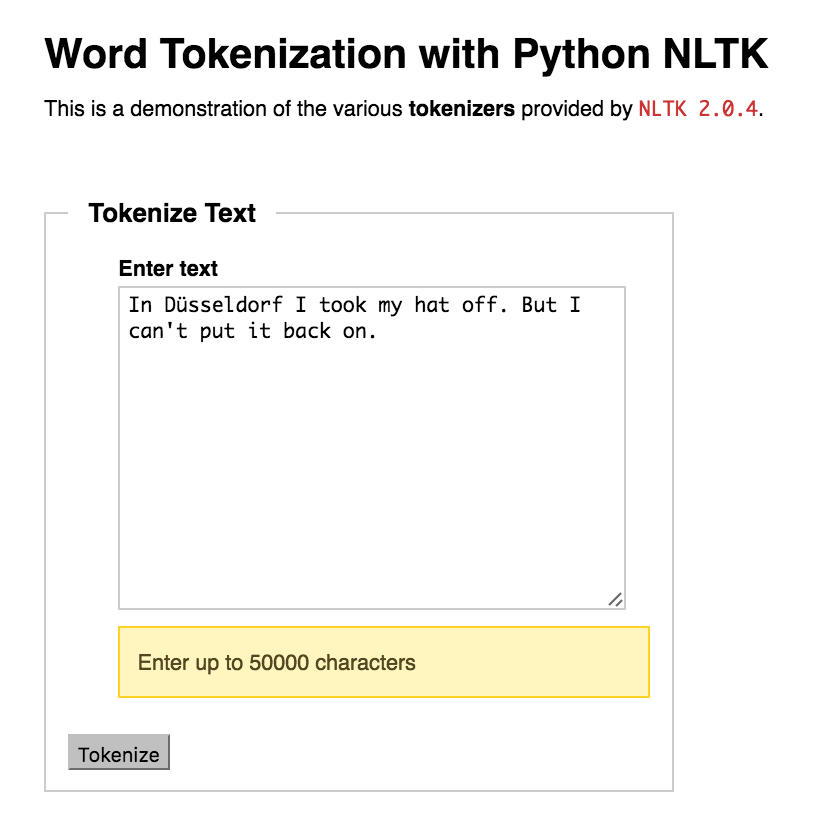 Word Tokenization with Python NLTK
This is a demonstration of the various tokenizers provided by NLTK 2.0.4.
Tokenize Text
Enter text
In Düsseldorf I took my hat off. But I
can't put it back on.
Enter up to 50000 characters
Tokenize